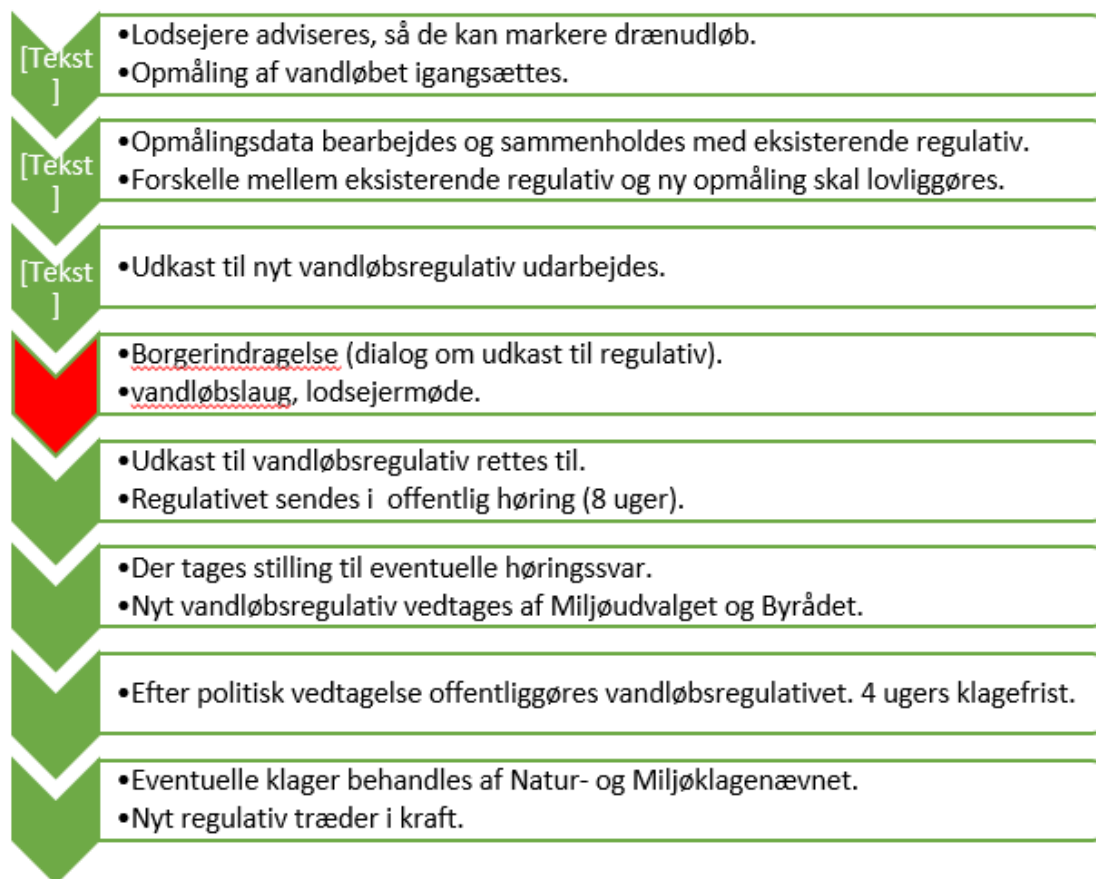 [Tekst
]
•Lodsejere adviseres, så de kan markere drænudløb.
•Opmåling af vandløbet igangsættes.
[Tekst
]
•Opmålingsdata bearbejdes og sammenholdes med eksisterende regulativ.
•Forskelle mellem eksisterende regulativ og ny opmåling skal lovliggøres.
[Tekst
]
•Udkast til nyt vandløbsregulativ udarbejdes.
•Borgerindragelse (dialog om udkast til regulativ).
•vandløbslaug, lodsejermøde.
•Udkast til vandløbsregulativ rettes til.
•Regulativet sendes i  offentlig høring (8 uger).
•Der tages stilling til eventuelle høringssvar.
•Nyt vandløbsregulativ vedtages af Miljøudvalget og Byrådet.
•Efter politisk vedtagelse offentliggøres vandløbsregulativet. 4 ugers klagefrist.
•Eventuelle klager behandles af Natur- og Miljøklagenævnet.
•Nyt regulativ træder i kraft.